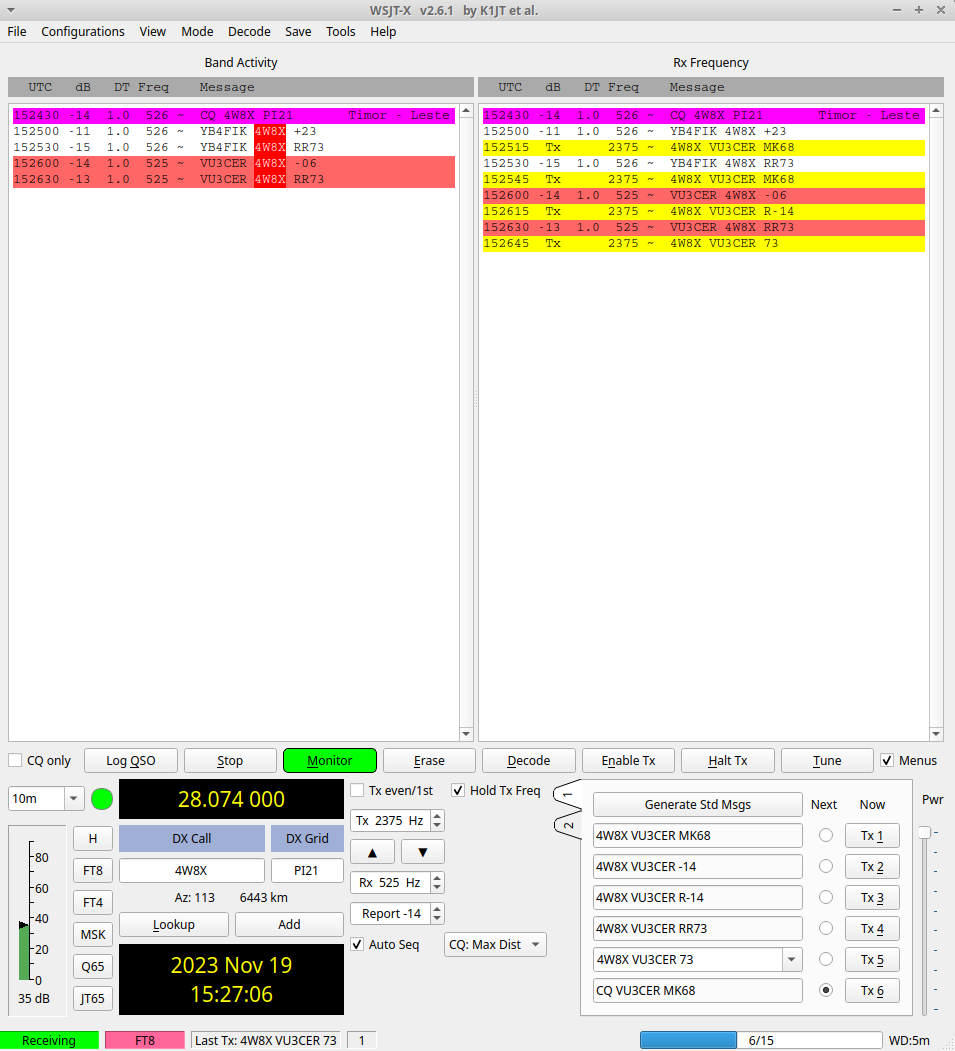 WSJT-X v2.6.1 by K1JT et al.
File Configurations View Mode Decode Save Tools Help
Band Activity
UTC dB DT Freq Message
152430 -14 1.0 526 ~ CQ 4W8X PI21 Timor - Leste
152500 -11 1.0 526 ~ YB4FIK 4W8X +23
152530 -15 1.0 526 ~ YB4FIK 4W8X RR73
152600 -14 1.0 525 ~ VU3CER 4W8X -06
152630 -13 1.0 525 ~ VU3CER 4W8X RR73
Rx Frequency
UTC dB DT Freq Message
152430 -14 1.0 526 ~ CQ 4W8X PI21 Timor - Leste
152500 -11 1.0 526 ~ YB4FIK 4W8X +23
152515 Tx 2375 ~ 4W8X VU3CER MK68
152530 -15 1.0 526 ~ YB4FIK 4W8X RR73
152545 Tx 2375 ~ 4W8X VU3CER MK68
152600 -14 1.0 525 ~ VU3CER 4W8X -06
152615 Tx 2375 ~ 4W8X VU3CER R-14
152630 -13 1.0 525 ~ VU3CER 4W8X RR73
152645 Tx 2375 ~ 4W8X VU3CER 73
CQ only Log QSO Stop Monitor Erase Decode Enable Tx Halt Tx Tune Menus
10m
28.074 000
80
60
40
20
0
35 dB
H
FT8
FT4
MSK
Q65
JT65
DX Call DX Grid
4W8X PI21
Az: 113 6443 km
Lookup Add
2023 Nov 19
15:27:06
Tx even/1st Hold Tx Freq
Tx 2375 Hz
Rx 525 Hz
Report -14
Auto Seq CQ: Max Dist
1
2
Generate Std Msgs Next Now
4W8X VU3CER MK68 Tx 1
4W8X VU3CER -14 Tx 2
4W8X VU3CER R-14 Tx 3
4W8X VU3CER RR73 Tx 4
4W8X VU3CER 73 Tx 5
CQ VU3CER MK68 Tx 6
Pwr
Receiving FT8 Last Tx: 4W8X VU3CER 73 1 6/15 WD:5m